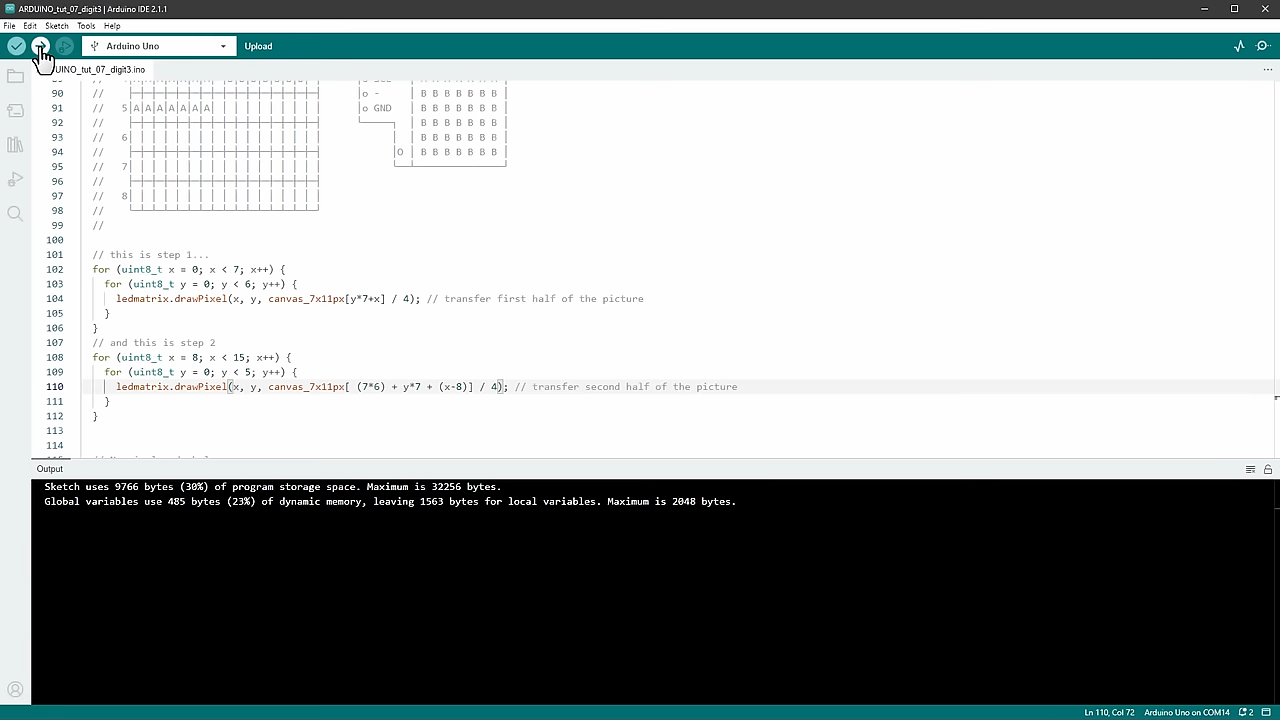 ARDUINO_tut_07_digit3 | Arduino IDE 2.1.1
File Edit Sketch Tools Help
Arduino Uno Upload
UINO_tut_07_digit3.ino
90 // |o - | B B B B B B B |
91 // 5|A|A|A|A|A|A|A| | | | | | | | | |o GND | B B B B B B B |
92 // | B B B B B B B |
93 // 6| | | | | | | | | | | | | | | | | | | B B B B B B B |
94 // |O | B B B B B B B |
95 // 7| | | | | | | | | | | | | | | | |
96 //
97 // 8| | | | | | | | | | | | | | | | |
98 //
99 //
100
101 // this is step 1...
102 for (uint8_t x = 0; x < 7; x++) {
103 for (uint8_t y = 0; y < 6; y++) {
104 ledmatrix.drawPixel(x, y, canvas_7x11px[y*7+x] / 4); // transfer first half of the picture
105 }
106 }
107 // and this is step 2
108 for (uint8_t x = 8; x < 15; x++) {
109 for (uint8_t y = 0; y < 5; y++) {
110 ledmatrix.drawPixel(x, y, canvas_7x11px[ (7*6) + y*7 + (x-8)] / 4); // transfer second half of the picture
111 }
112 }
113
114
Output
Sketch uses 9766 bytes (30%) of program storage space. Maximum is 32256 bytes.
Global variables use 485 bytes (23%) of dynamic memory, leaving 1563 bytes for local variables. Maximum is 2048 bytes.
Ln 110, Col 72 Arduino Uno on COM14 2